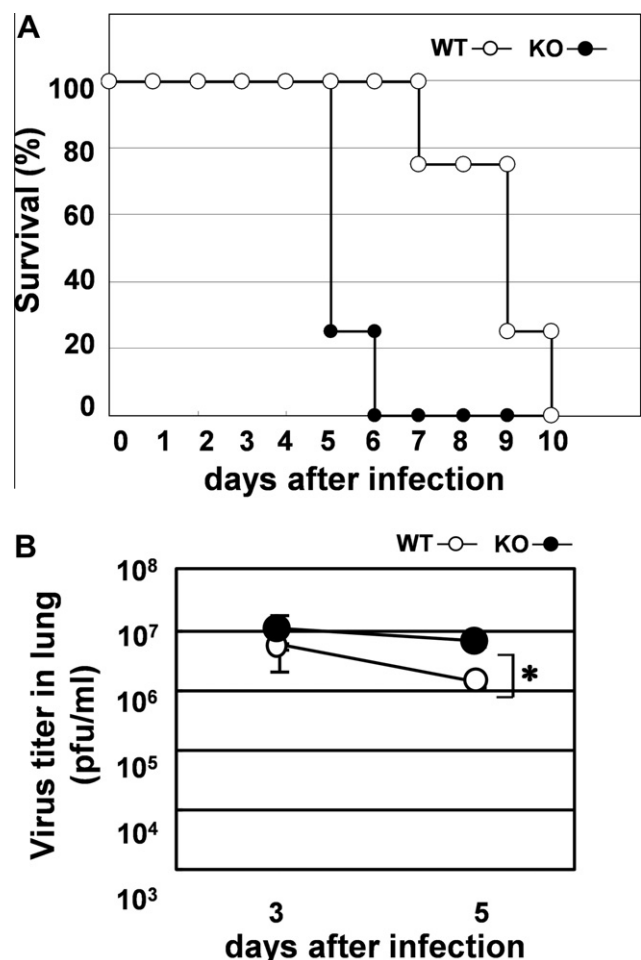 A
WT KO
100
80
60
40
20
0
Survival (%)
0 1 2 3 4 5 6 7 8 9 10
days after infection
B
WT KO
10⁸
10⁷
10⁶
10⁵
10⁴
10³
*
Virus titer in lung
(pfu/ml)
3 5
days after infection